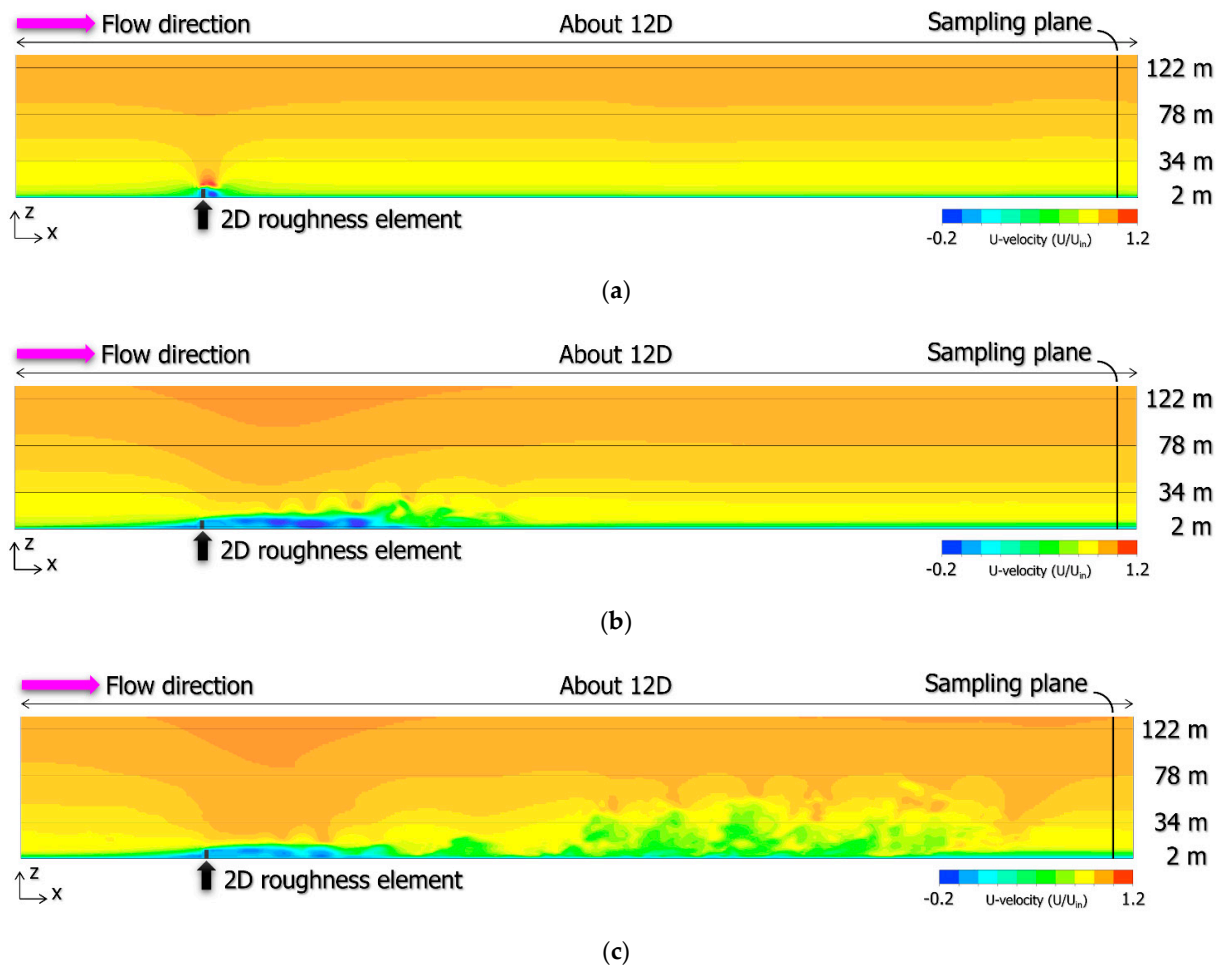 Flow direction About 12D Sampling plane
122 m
78 m
34 m
2 m
z
x
2D roughness element
-0.2 U-velocity (U/Uin) 1.2
(a)
Flow direction About 12D Sampling plane
122 m
78 m
34 m
2 m
z
x
2D roughness element
-0.2 U-velocity (U/Uin) 1.2
(b)
Flow direction About 12D Sampling plane
122 m
78 m
34 m
2 m
z
x
2D roughness element
-0.2 U-velocity (U/Uin) 1.2
(c)